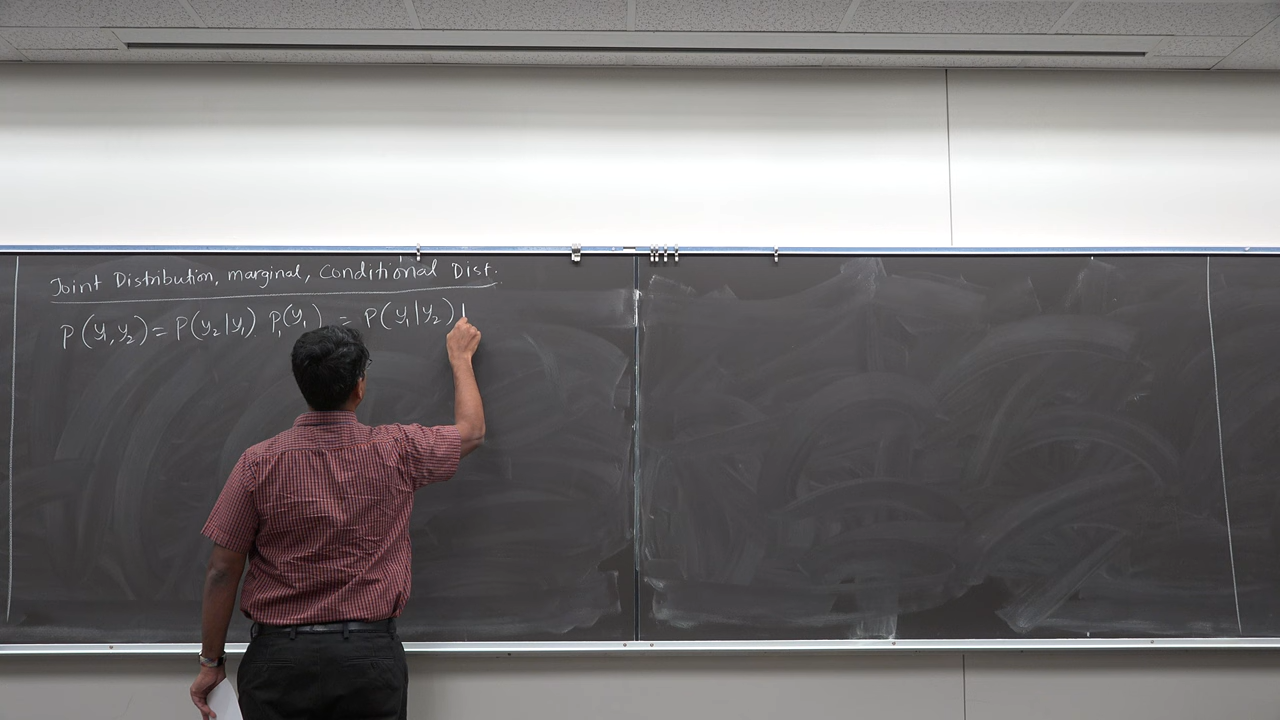 Joint Distribution, marginal, Conditional Dist.
P(y₁, y₂) = P(y₂|y₁) P₁(y₁) = P(y₁|y₂)